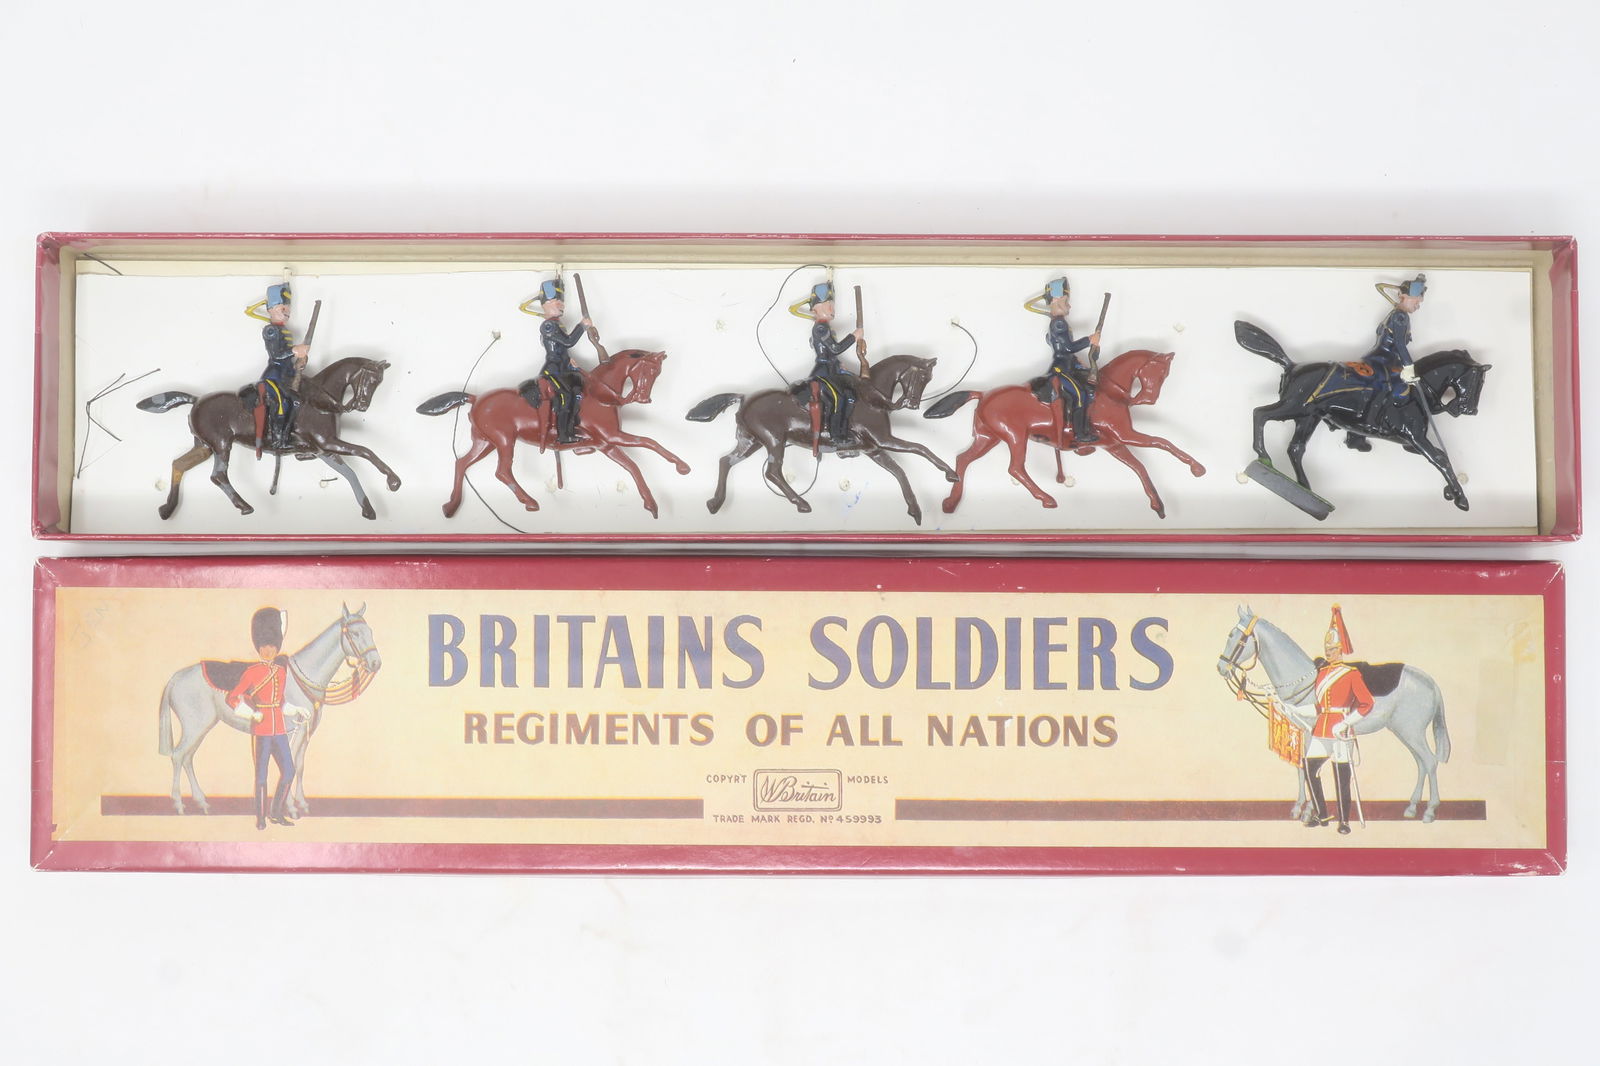 BRITAINS SOLDIERS
REGIMENTS OF ALL NATIONS
COPYRT W Britain MODELS
TRADE MARK REGD. Nº 459993